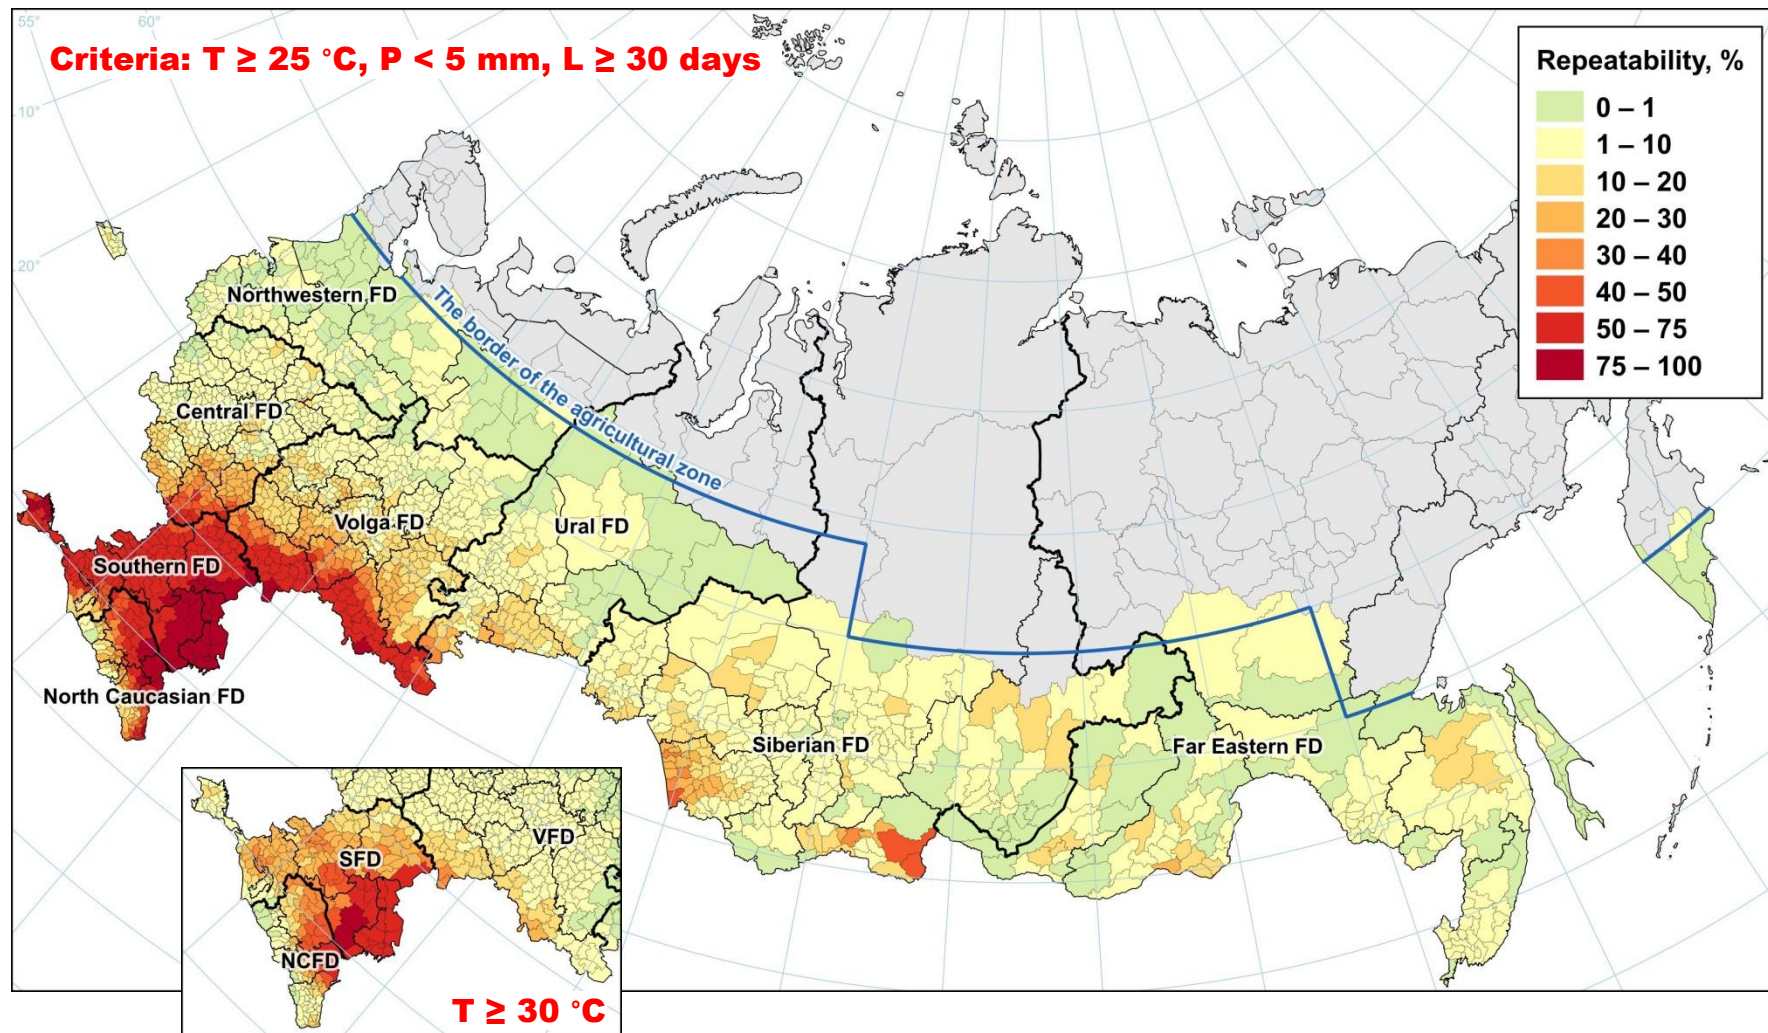 55°
60°
10°
20°
Criteria: T ≥ 25 °C, P < 5 mm, L ≥ 30 days
Repeatability, %
0 – 1
1 – 10
10 – 20
20 – 30
30 – 40
40 – 50
50 – 75
75 – 100
Northwestern FD
The border of the agricultural zone
Central FD
Volga FD
Ural FD
Southern FD
North Caucasian FD
Siberian FD
Far Eastern FD
VFD
SFD
NCFD
T ≥ 30 °C